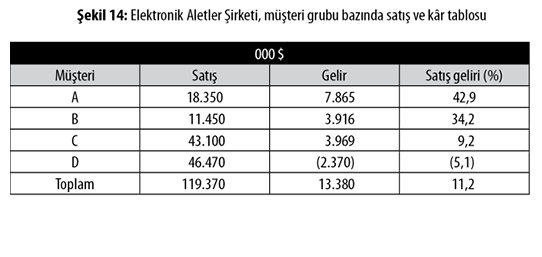 Şekil 14: Elektronik Aletler Şirketi, müşteri grubu bazında satış ve kâr tablosu
000 $
Müşteri Satış Gelir Satış geliri (%)
A 18.350 7.865 42,9
B 11.450 3.916 34,2
C 43.100 3.969 9,2
D 46.470 (2.370) (5,1)
Toplam 119.370 13.380 11,2